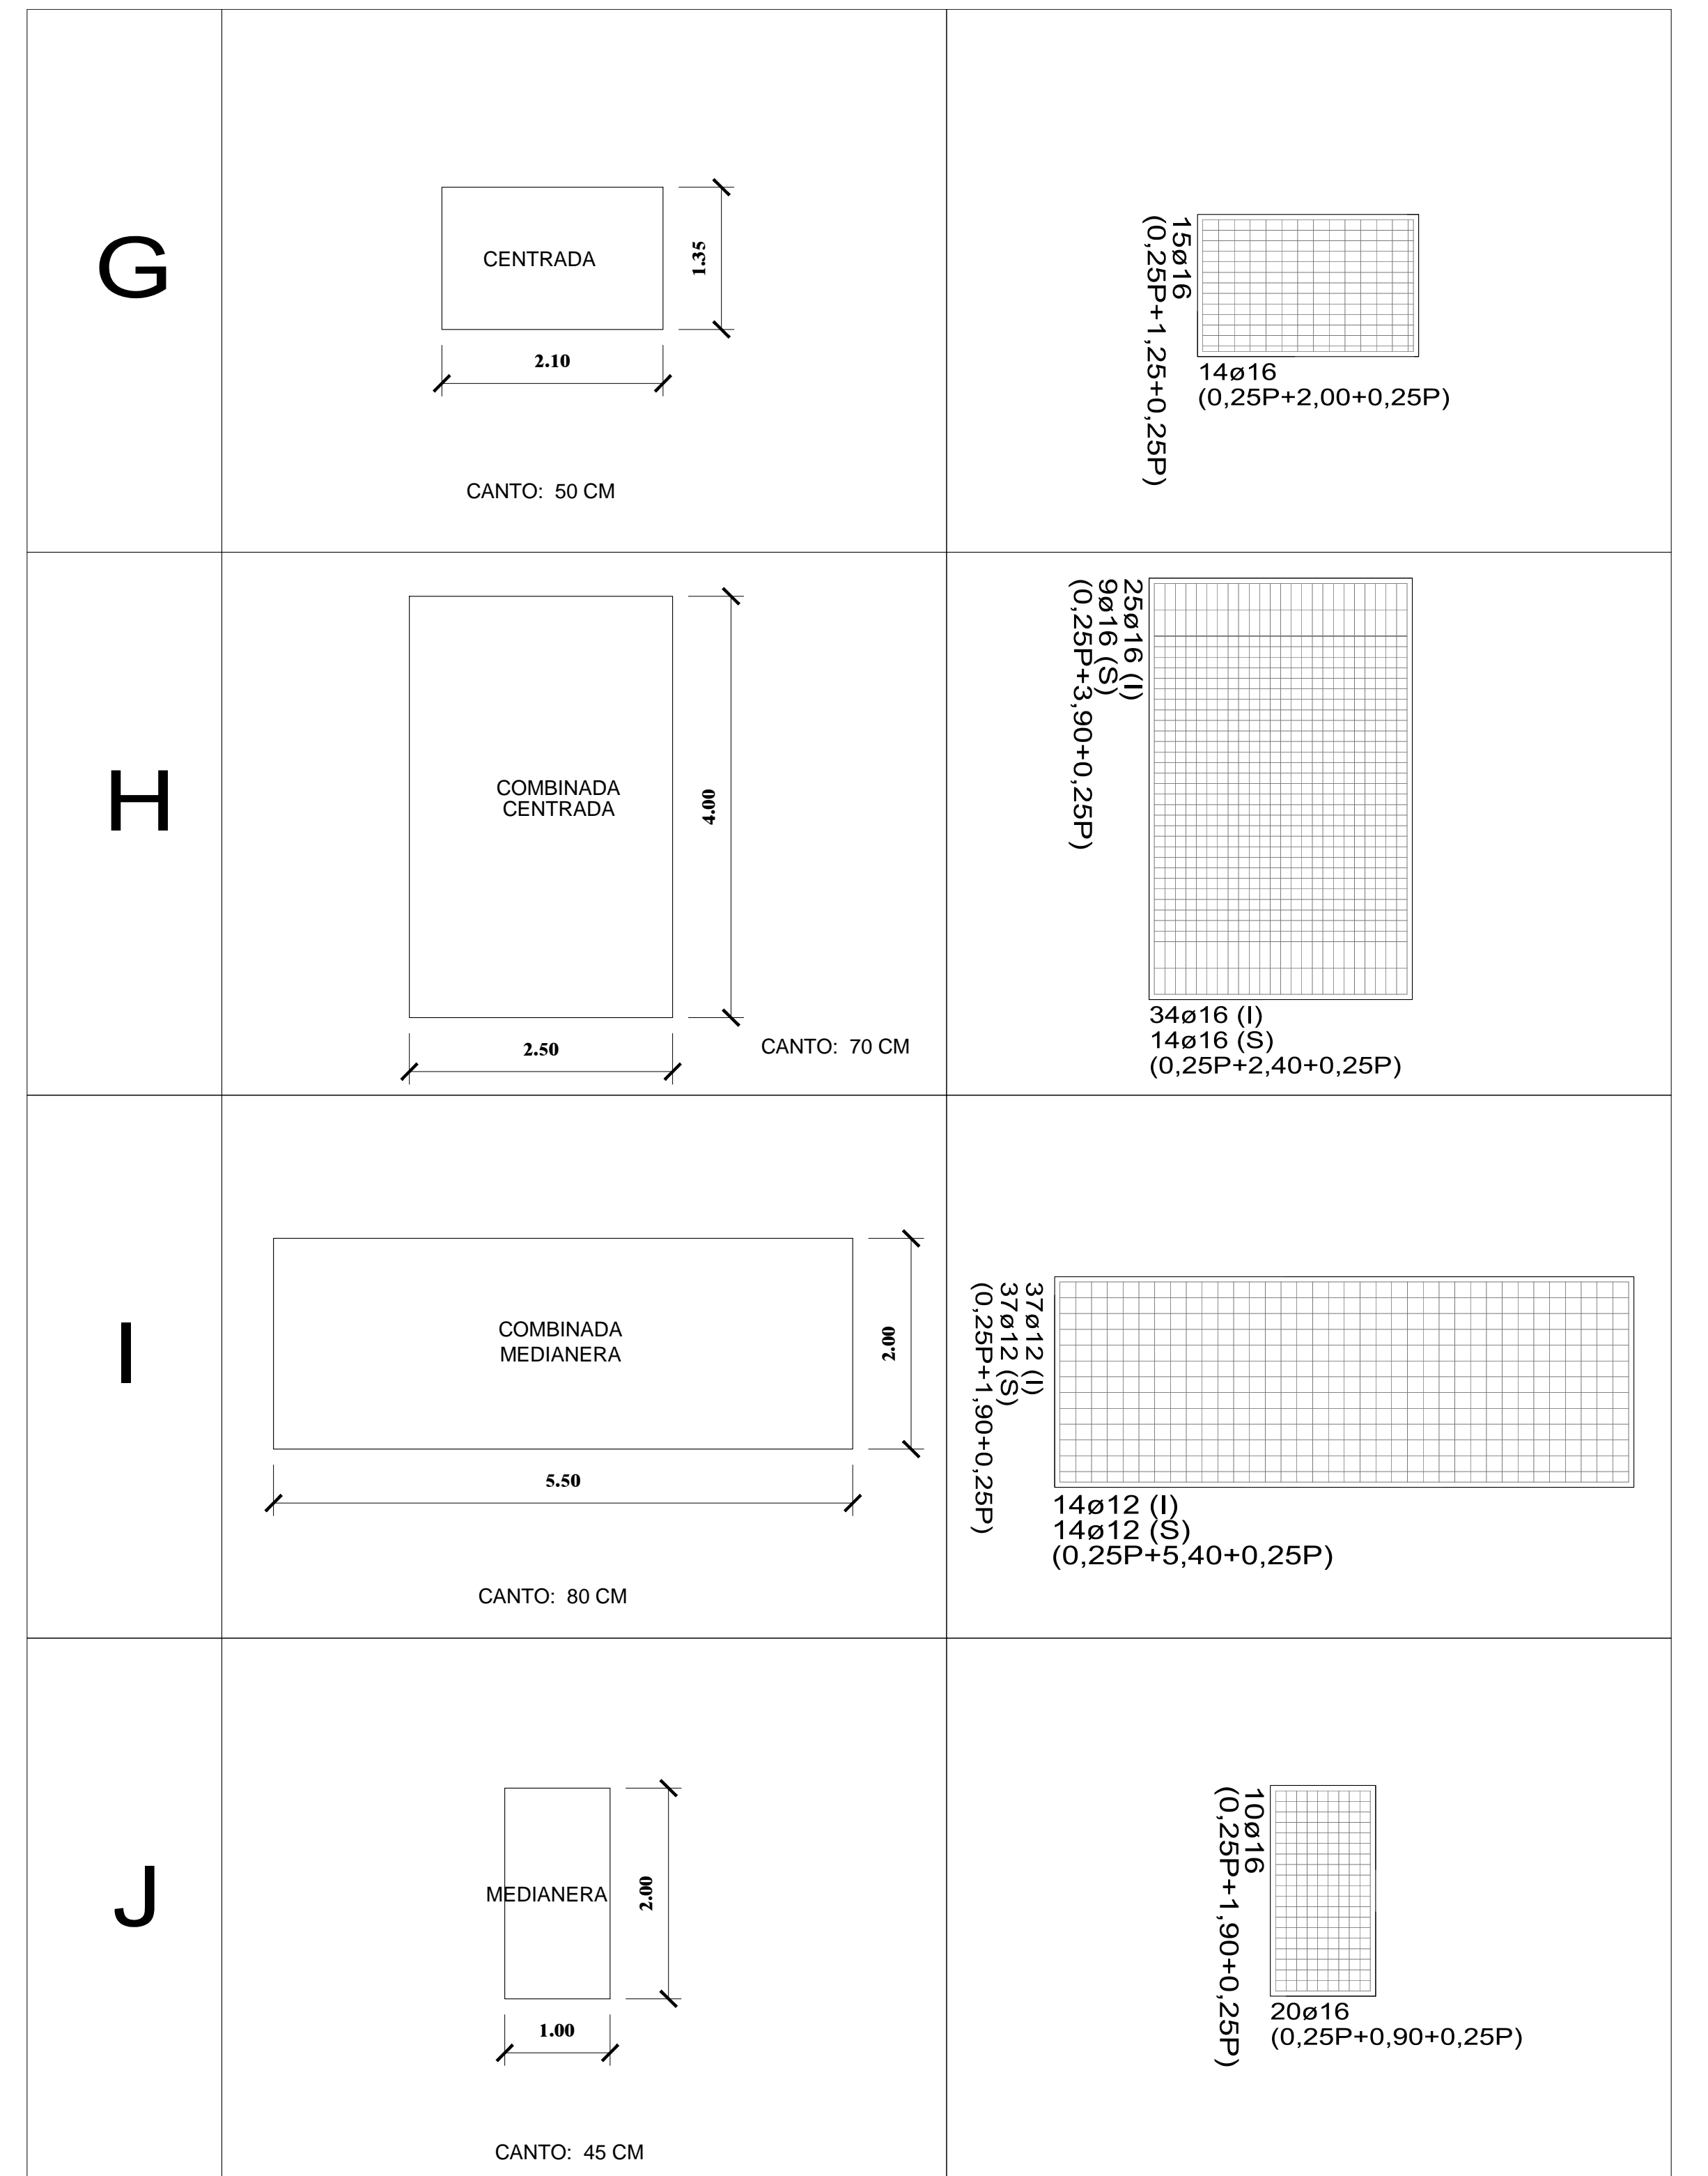 G
CENTRADA
1.35
2.10
CANTO: 50 CM
15ø16
(0,25P+1,25+0,25P)
14ø16
(0,25P+2,00+0,25P)
H
COMBINADA
CENTRADA
4.00
2.50
CANTO: 70 CM
25ø16 (I)
9ø16 (S)
(0,25P+3,90+0,25P)
34ø16 (I)
14ø16 (S)
(0,25P+2,40+0,25P)
I
COMBINADA
MEDIANERA
2.00
5.50
CANTO: 80 CM
37ø12 (I)
37ø12 (S)
(0,25P+1,90+0,25P)
14ø12 (I)
14ø12 (S)
(0,25P+5,40+0,25P)
J
MEDIANERA
2.00
1.00
CANTO: 45 CM
10ø16
(0,25P+1,90+0,25P)
20ø16
(0,25P+0,90+0,25P)